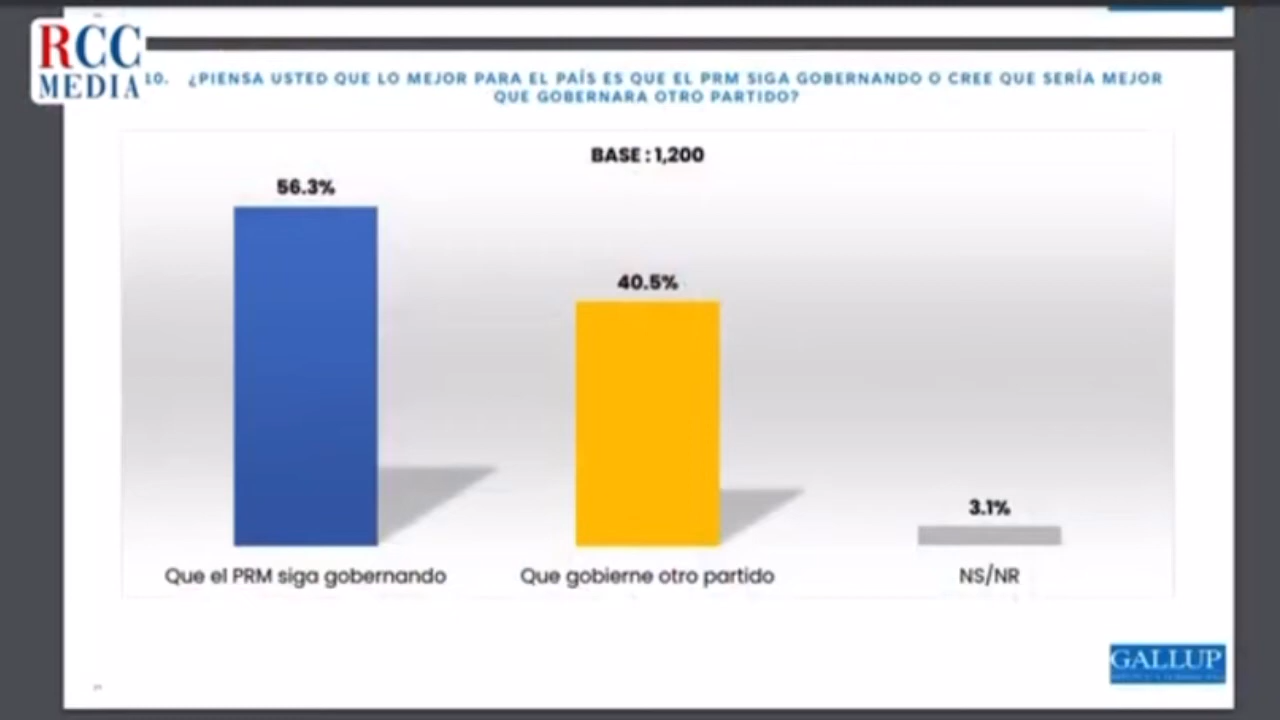 RCC
MEDIA
10. ¿PIENSA USTED QUE LO MEJOR PARA EL PAÍS ES QUE EL PRM SIGA GOBERNANDO O CREE QUE SERÍA MEJOR
QUE GOBERNARA OTRO PARTIDO?
BASE : 1,200
56.3%
40.5%
3.1%
Que el PRM siga gobernando
Que gobierne otro partido
NS/NR
GALLUP